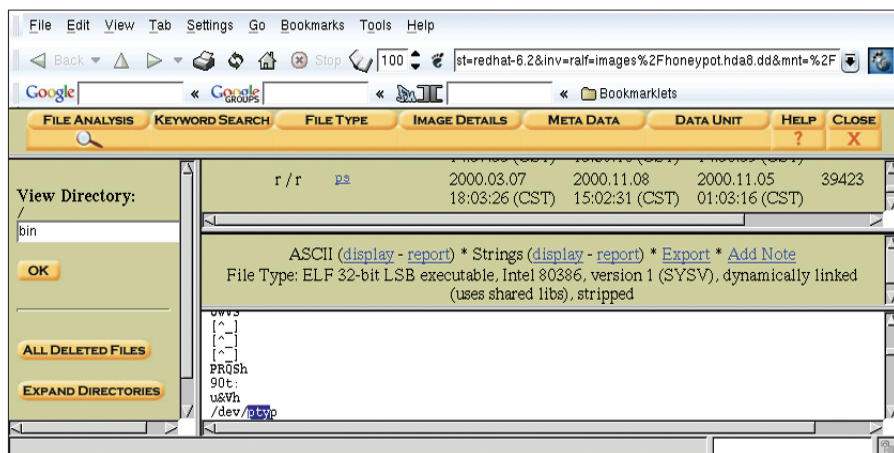 File Edit View Tab Settings Go Bookmarks Tools Help
Back Stop 100 st=redhat-6.2&inv=ralf=images%2Fhoneypot.hda8.dd&mnt=%2F
Google « Google GROUPS « « Bookmarklets
FILE ANALYSIS KEYWORD SEARCH FILE TYPE IMAGE DETAILS META DATA DATA UNIT HELP CLOSE
? X
r / r ps 2000.03.07 2000.11.08 2000.11.05 39423
18:03:26 (CST) 15:02:31 (CST) 01:03:16 (CST)
View Directory:
/
bin
OK
ALL DELETED FILES
EXPAND DIRECTORIES
ASCII (display - report) * Strings (display - report) * Export * Add Note
File Type: ELF 32-bit LSB executable, Intel 80386, version 1 (SYSV), dynamically linked
(uses shared libs), stripped
[^_]
[^_]
[^_]
PRQSh
90t:
u&Vh
/dev/ptyp